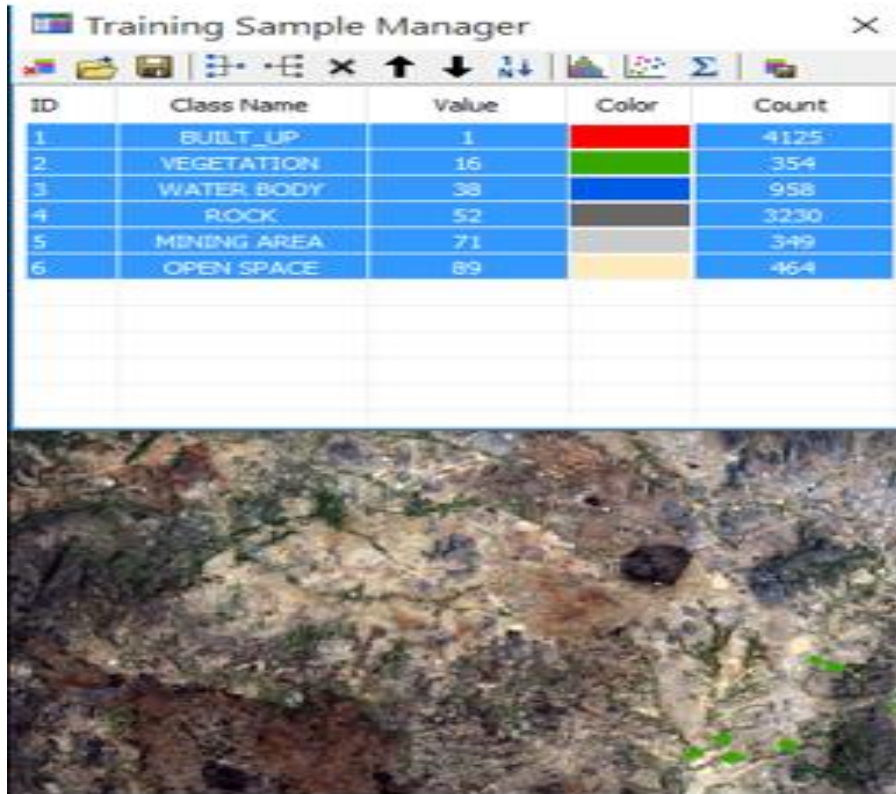 Training Sample Manager
ID Class Name Value Color Count
1 BUILT_UP 1 4125
2 VEGETATION 16 354
3 WATER BODY 38 958
4 ROCK 52 3230
5 MINING AREA 71 349
6 OPEN SPACE 89 464